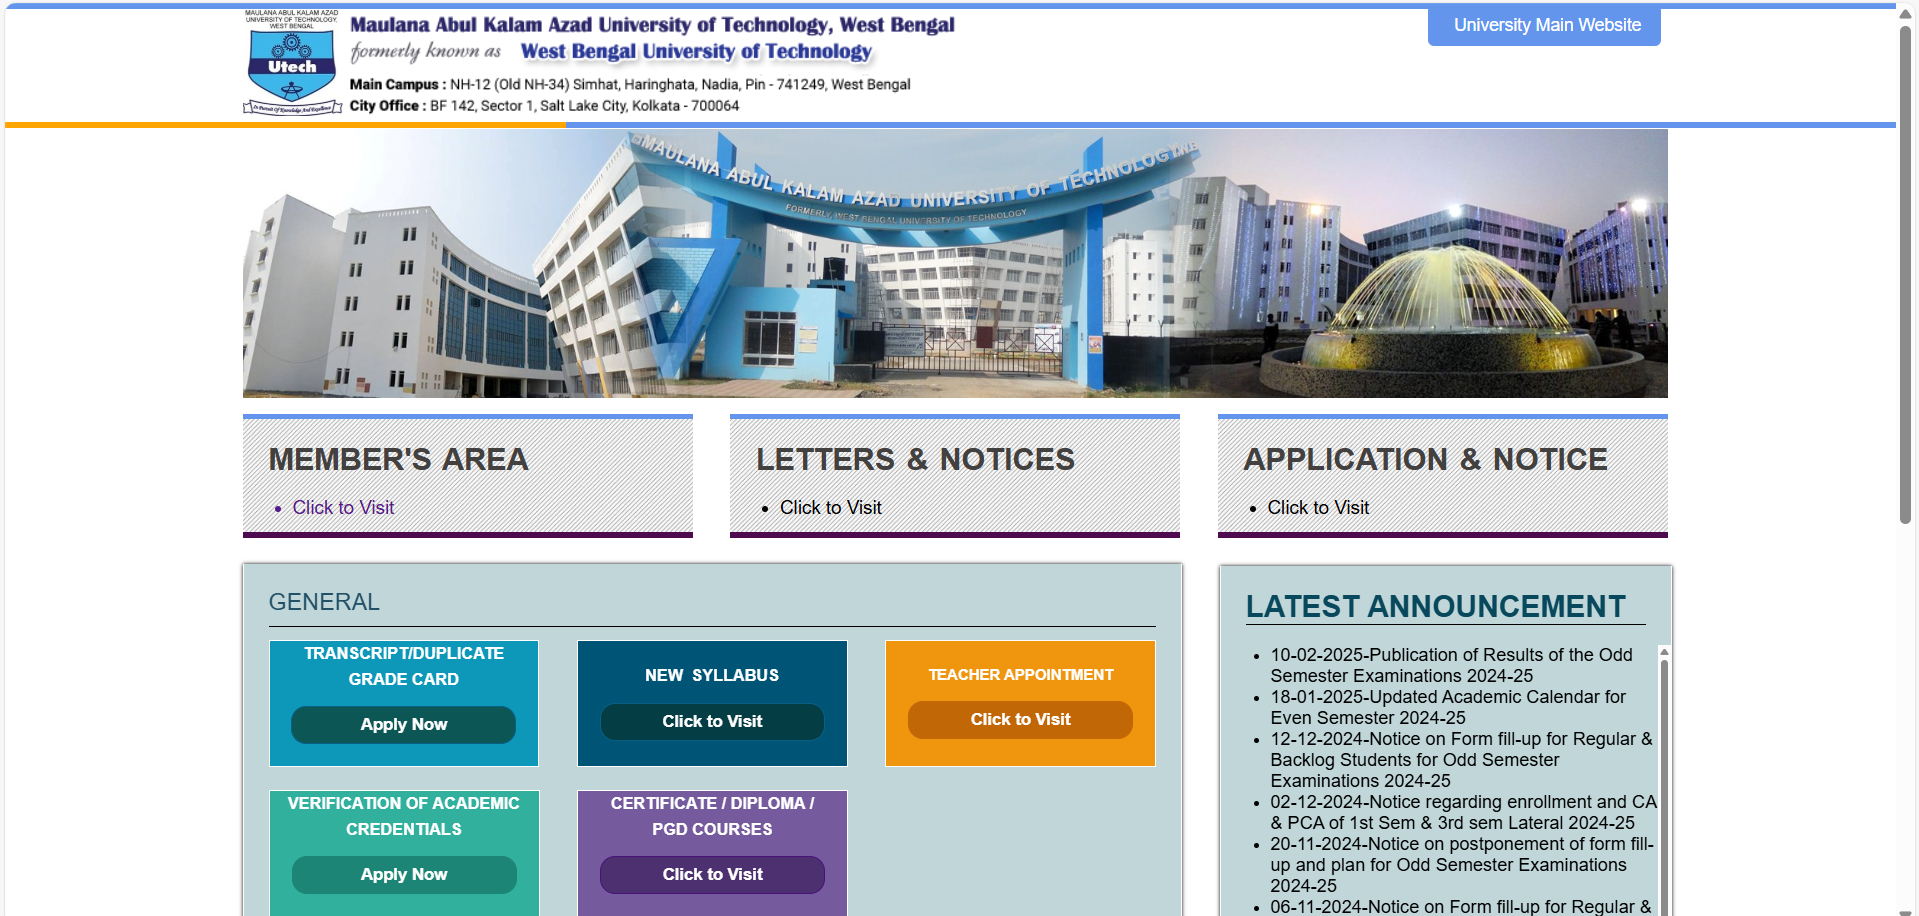 MAULANA ABUL KALAM AZAD
UNIVERSITY OF TECHNOLOGY,
WEST BENGAL
Utech
In Pursuit Of Knowledge And Excellence
Maulana Abul Kalam Azad University of Technology, West Bengal
formerly known as West Bengal University of Technology
Main Campus : NH-12 (Old NH-34) Simhat, Haringhata, Nadia, Pin - 741249, West Bengal
City Office : BF 142, Sector 1, Salt Lake City, Kolkata - 700064
University Main Website
MAULANA ABUL KALAM AZAD UNIVERSITY OF TECHNOLOGY, W.B
FORMERLY, WEST BENGAL UNIVERSITY OF TECHNOLOGY
MEMBER'S AREA
• Click to Visit
LETTERS & NOTICES
• Click to Visit
APPLICATION & NOTICE
• Click to Visit
GENERAL
TRANSCRIPT/DUPLICATE
GRADE CARD
Apply Now
NEW SYLLABUS
Click to Visit
TEACHER APPOINTMENT
Click to Visit
VERIFICATION OF ACADEMIC
CREDENTIALS
Apply Now
CERTIFICATE / DIPLOMA /
PGD COURSES
Click to Visit
LATEST ANNOUNCEMENT
• 10-02-2025-Publication of Results of the Odd
Semester Examinations 2024-25
• 18-01-2025-Updated Academic Calendar for
Even Semester 2024-25
• 12-12-2024-Notice on Form fill-up for Regular &
Backlog Students for Odd Semester
Examinations 2024-25
• 02-12-2024-Notice regarding enrollment and CA
& PCA of 1st Sem & 3rd sem Lateral 2024-25
• 20-11-2024-Notice on postponement of form fill-
up and plan for Odd Semester Examinations
2024-25
• 06-11-2024-Notice on Form fill-up for Regular &